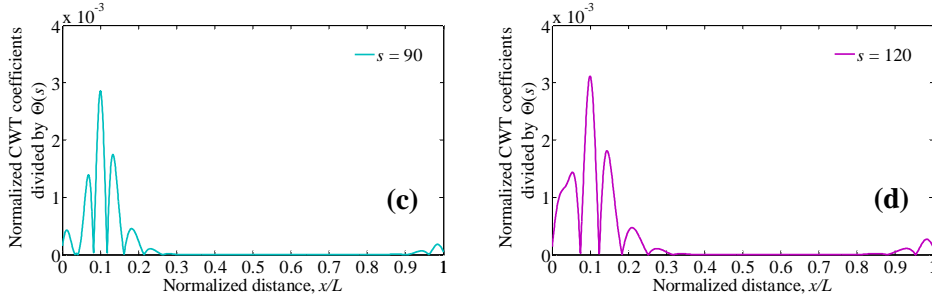 x 10⁻³
4
3
2
1
0
Normalized CWT coefficients
divided by Θ(s)
s = 90
(c)
0 0.1 0.2 0.3 0.4 0.5 0.6 0.7 0.8 0.9 1
Normalized distance, x/L
x 10⁻³
4
3
2
1
0
Normalized CWT coefficients
divided by Θ(s)
s = 120
(d)
0 0.1 0.2 0.3 0.4 0.5 0.6 0.7 0.8 0.9 1
Normalized distance, x/L